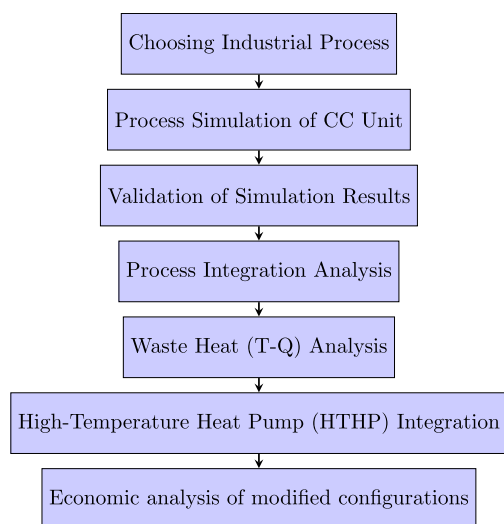 Choosing Industrial Process
Process Simulation of CC Unit
Validation of Simulation Results
Process Integration Analysis
Waste Heat (T-Q) Analysis
High-Temperature Heat Pump (HTHP) Integration
Economic analysis of modified configurations